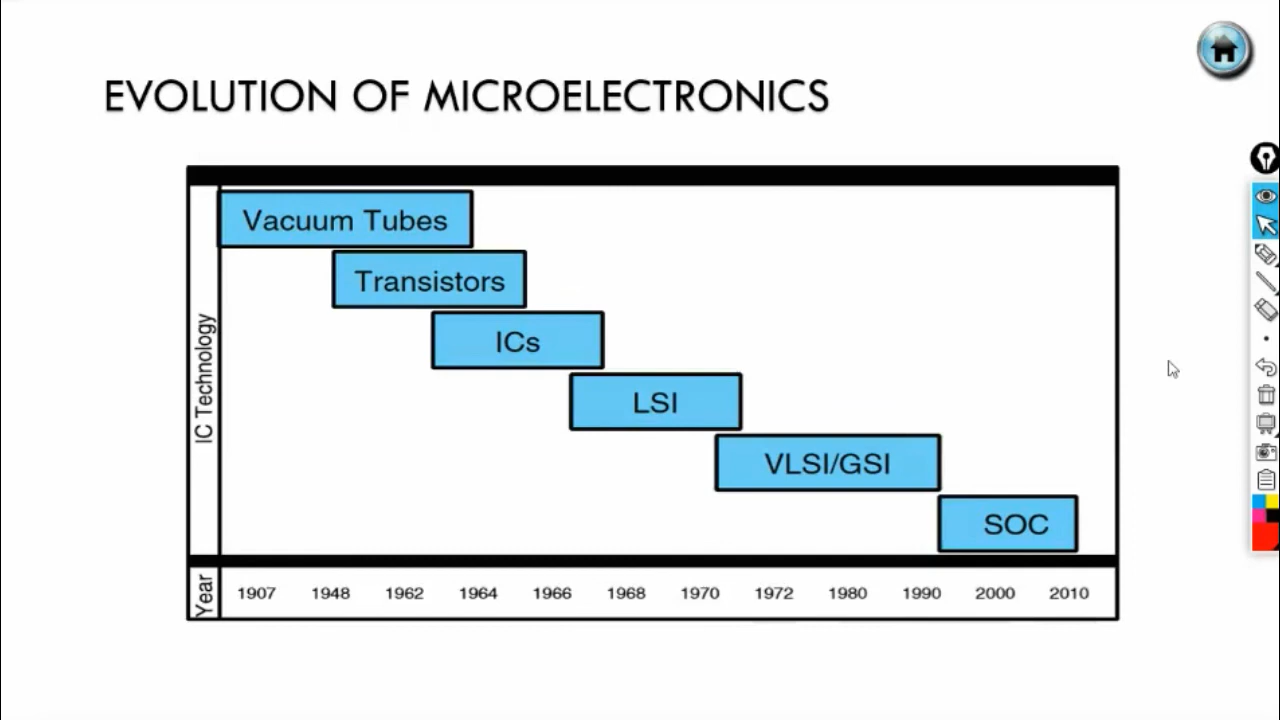 EVOLUTION OF MICROELECTRONICS
IC Technology
Vacuum Tubes
Transistors
ICs
LSI
VLSI/GSI
SOC
Year
1907 1948 1962 1964 1966 1968 1970 1972 1980 1990 2000 2010